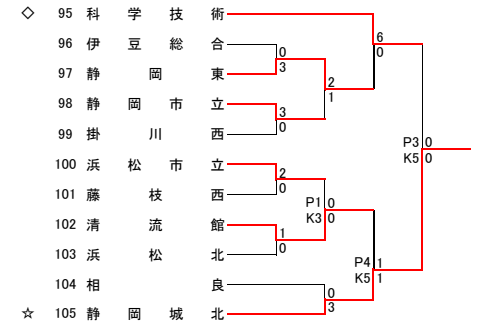 ◇ 95 科学技術
96 伊豆総合
97 静岡東
98 静岡市立
99 掛川西
100 浜松市立
101 藤枝西
102 清流館
103 浜松北
104 相良
☆ 105 静岡城北
0
3
3
0
2
0
1
0
2
1
P1 0
K3 0
0
3
6
0
P4 1
K5 1
P3 0
K5 0